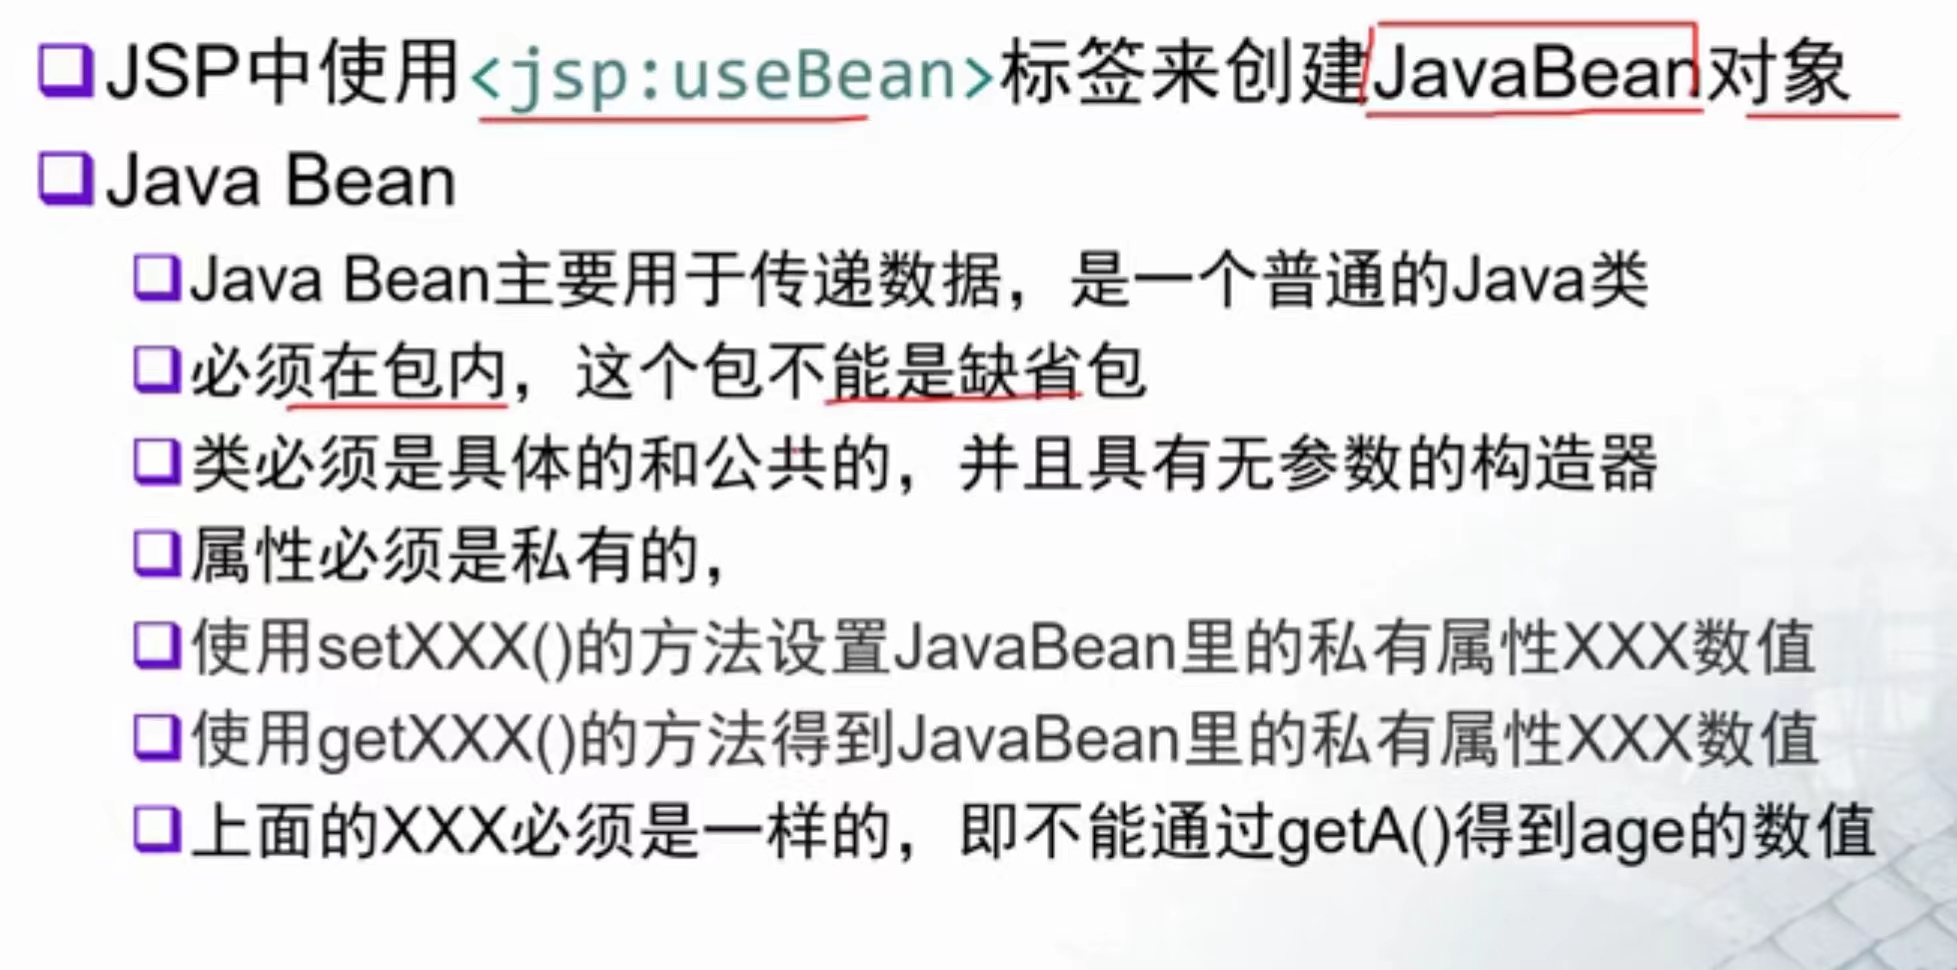 JSP中使用<jsp:useBean>标签来创建JavaBean对象
Java Bean
Java Bean主要用于传递数据，是一个普通的Java类
必须在包内，这个包不能是缺省包
类必须是具体的和公共的，并且具有无参数的构造器
属性必须是私有的，
使用setXXX()的方法设置JavaBean里的私有属性XXX数值
使用getXXX()的方法得到JavaBean里的私有属性XXX数值
上面的XXX必须是一样的，即不能通过getA()得到age的数值